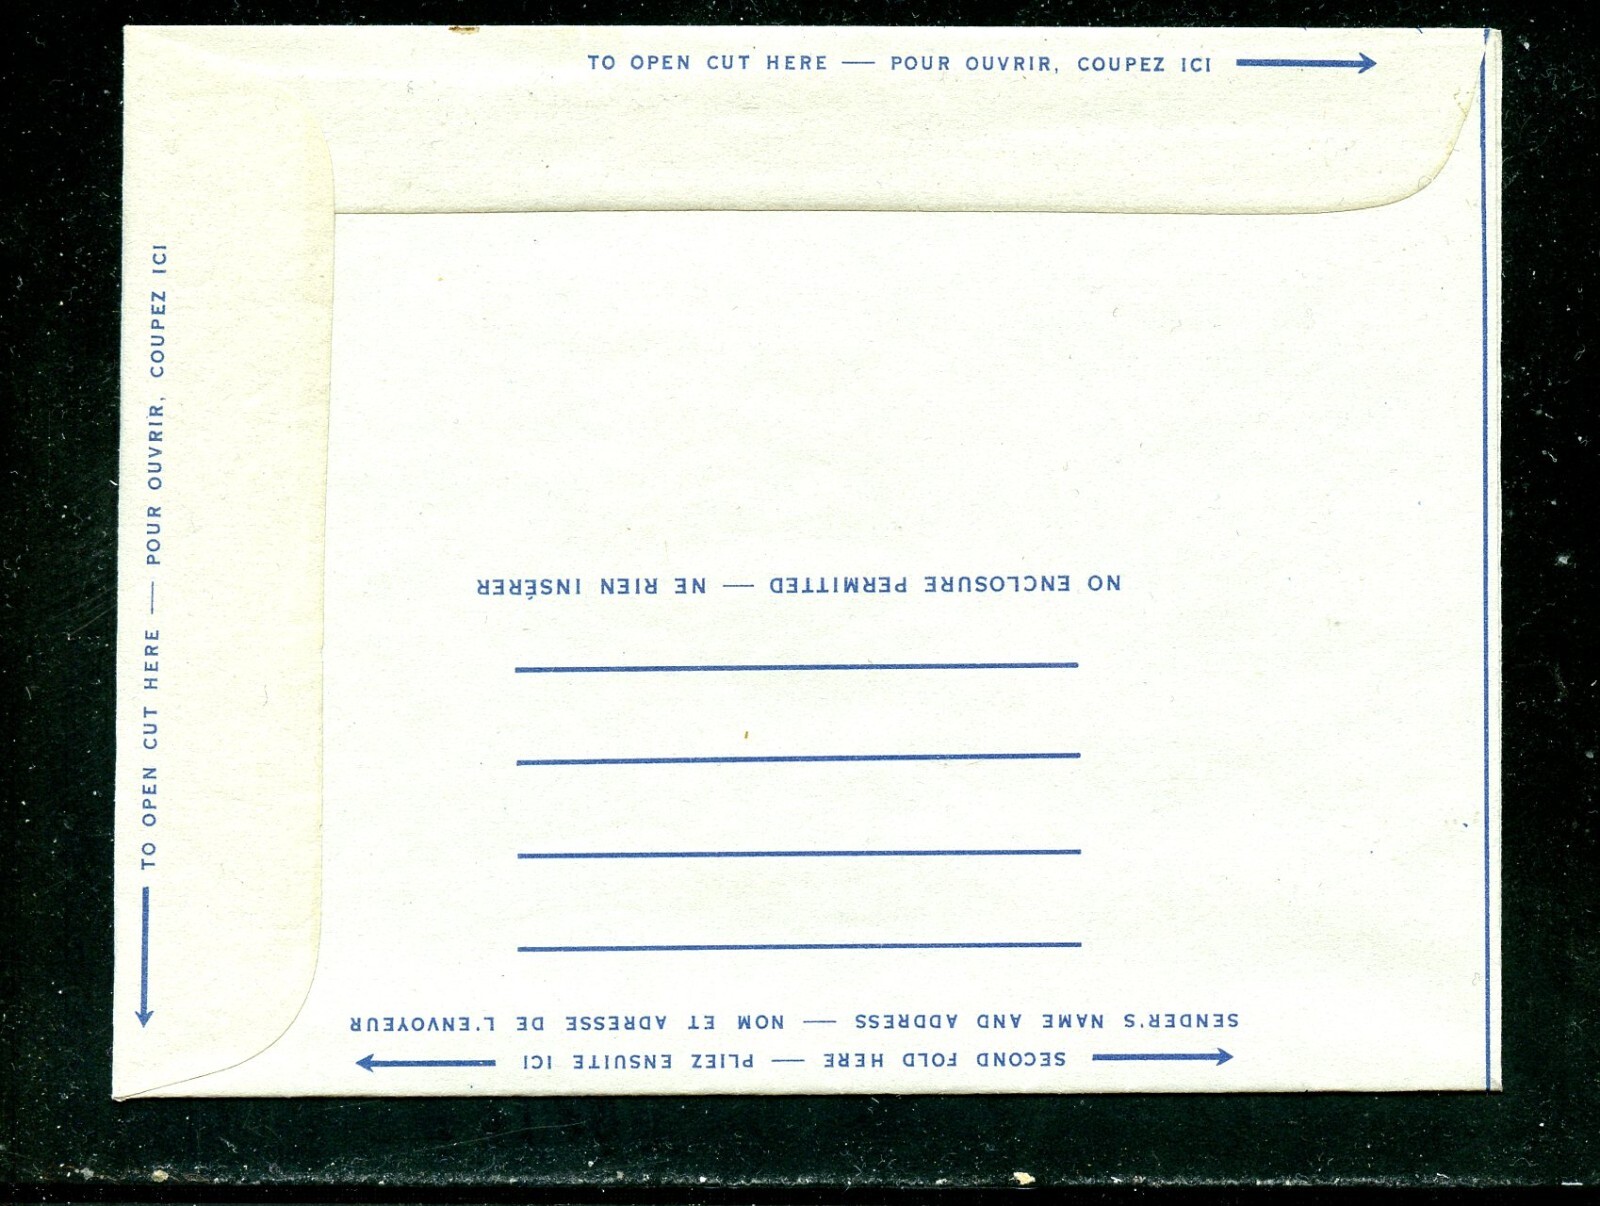 TO OPEN CUT HERE — POUR OUVRIR, COUPEZ ICI
TO OPEN CUT HERE — POUR OUVRIR, COUPEZ ICI
SECOND FOLD HERE — PLIEZ ENSUITE ICI
SENDER'S NAME AND ADDRESS — NOM ET ADRESSE DE L'ENVOYEUR
NO ENCLOSURE PERMITTED — NE RIEN INSÉRER